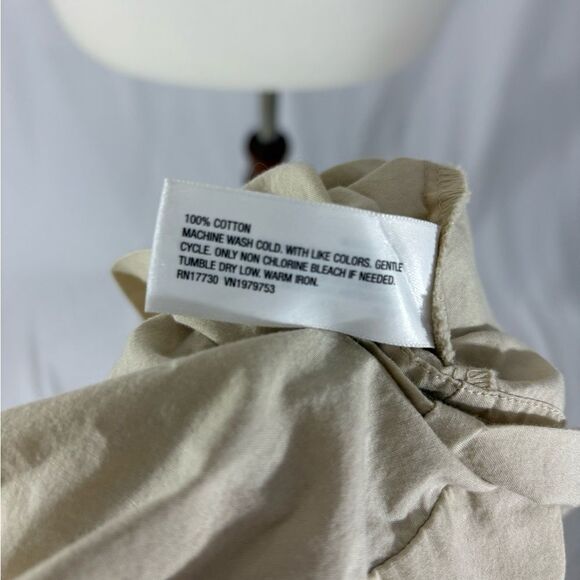 100% COTTON
MACHINE WASH COLD. WITH LIKE COLORS. GENTLE
CYCLE. ONLY NON CHLORINE BLEACH IF NEEDED.
TUMBLE DRY LOW. WARM IRON.
RN17730 VN1979753